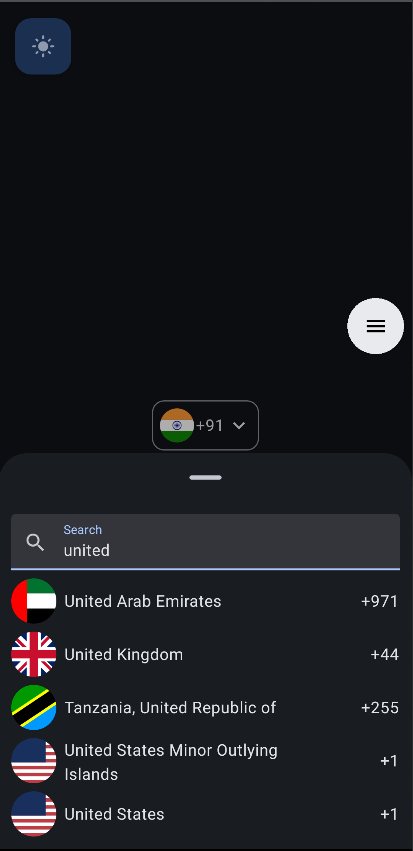 +91
Search
united
United Arab Emirates +971
United Kingdom +44
Tanzania, United Republic of +255
United States Minor Outlying
Islands +1
United States +1